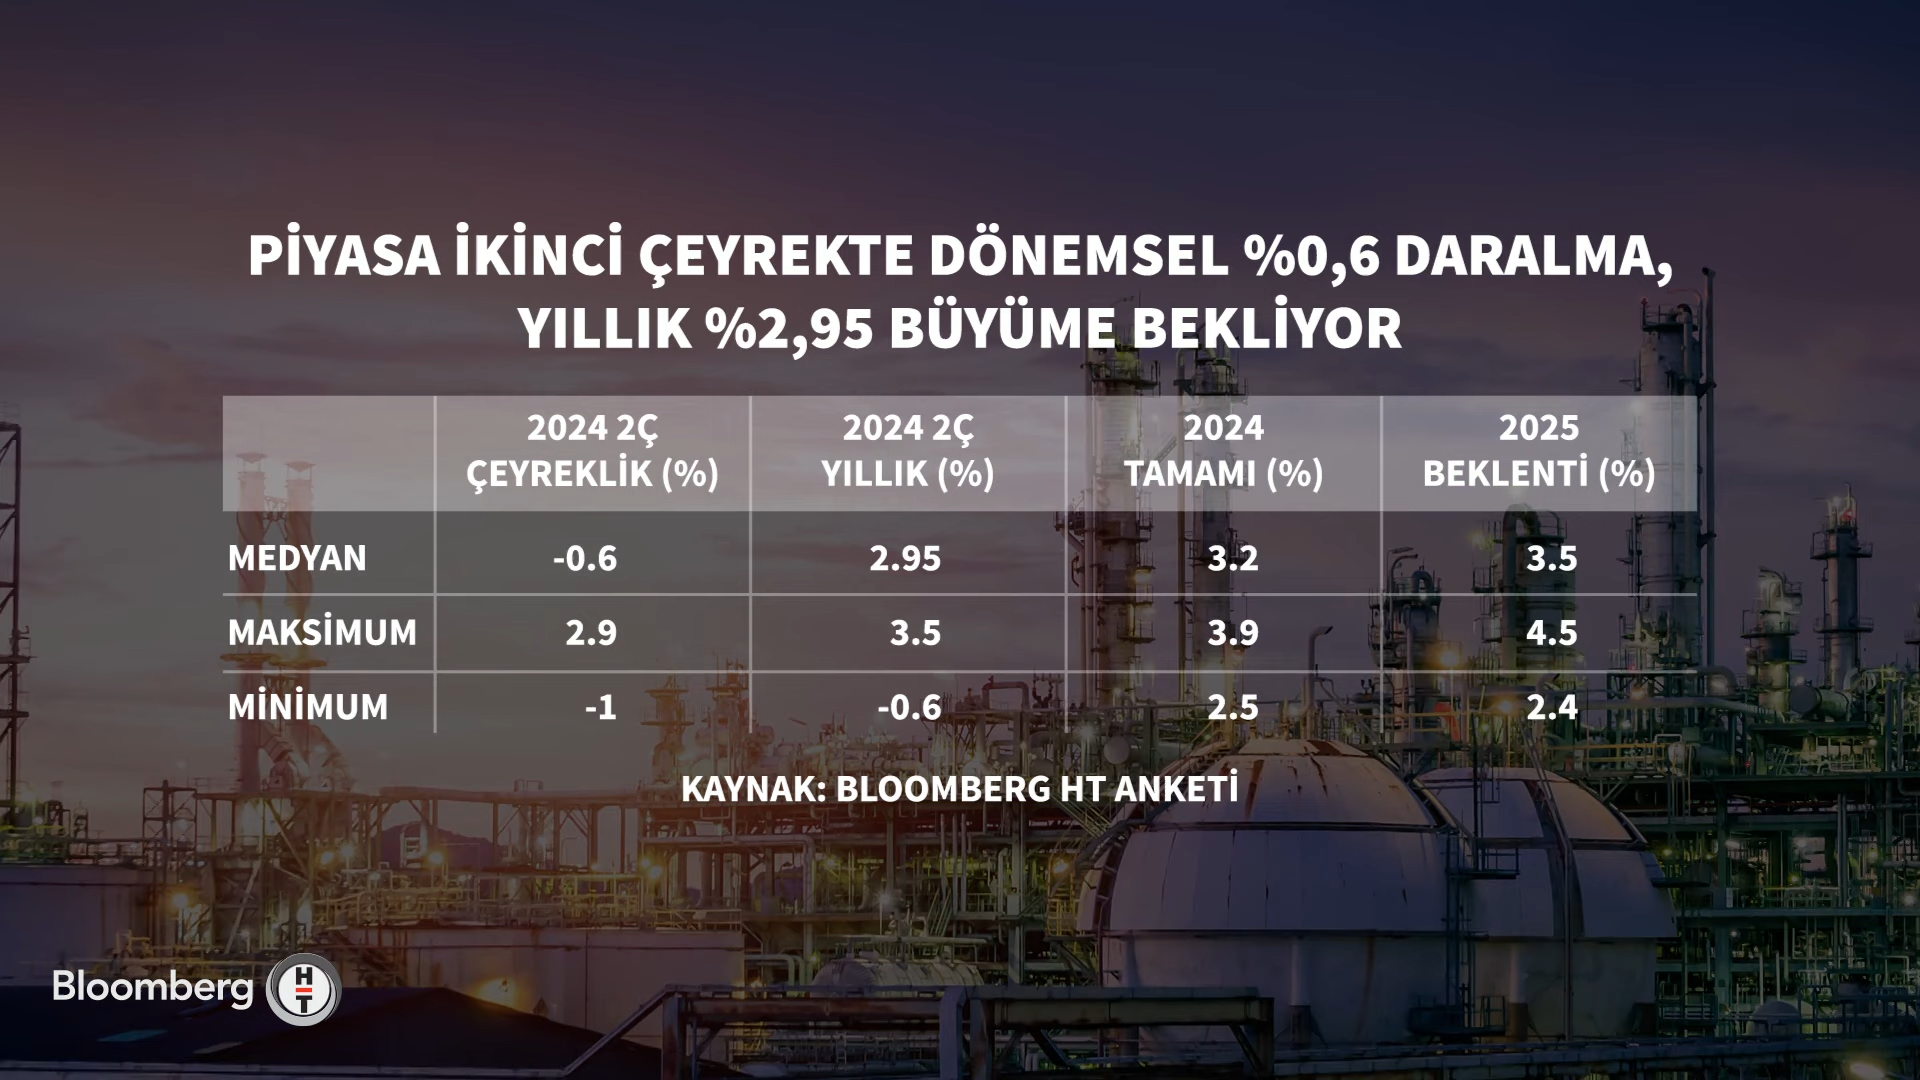 PİYASA İKİNCİ ÇEYREKTE DÖNEMSEL %0,6 DARALMA,
YILLIK %2,95 BÜYÜME BEKLİYOR
2024 2Ç ÇEYREKLİK (%) 2024 2Ç YILLIK (%) 2024 TAMAMI (%) 2025 BEKLENTİ (%)
MEDYAN -0.6 2.95 3.2 3.5
MAKSİMUM 2.9 3.5 3.9 4.5
MİNİMUM -1 -0.6 2.5 2.4
KAYNAK: BLOOMBERG HT ANKETİ
Bloomberg HT